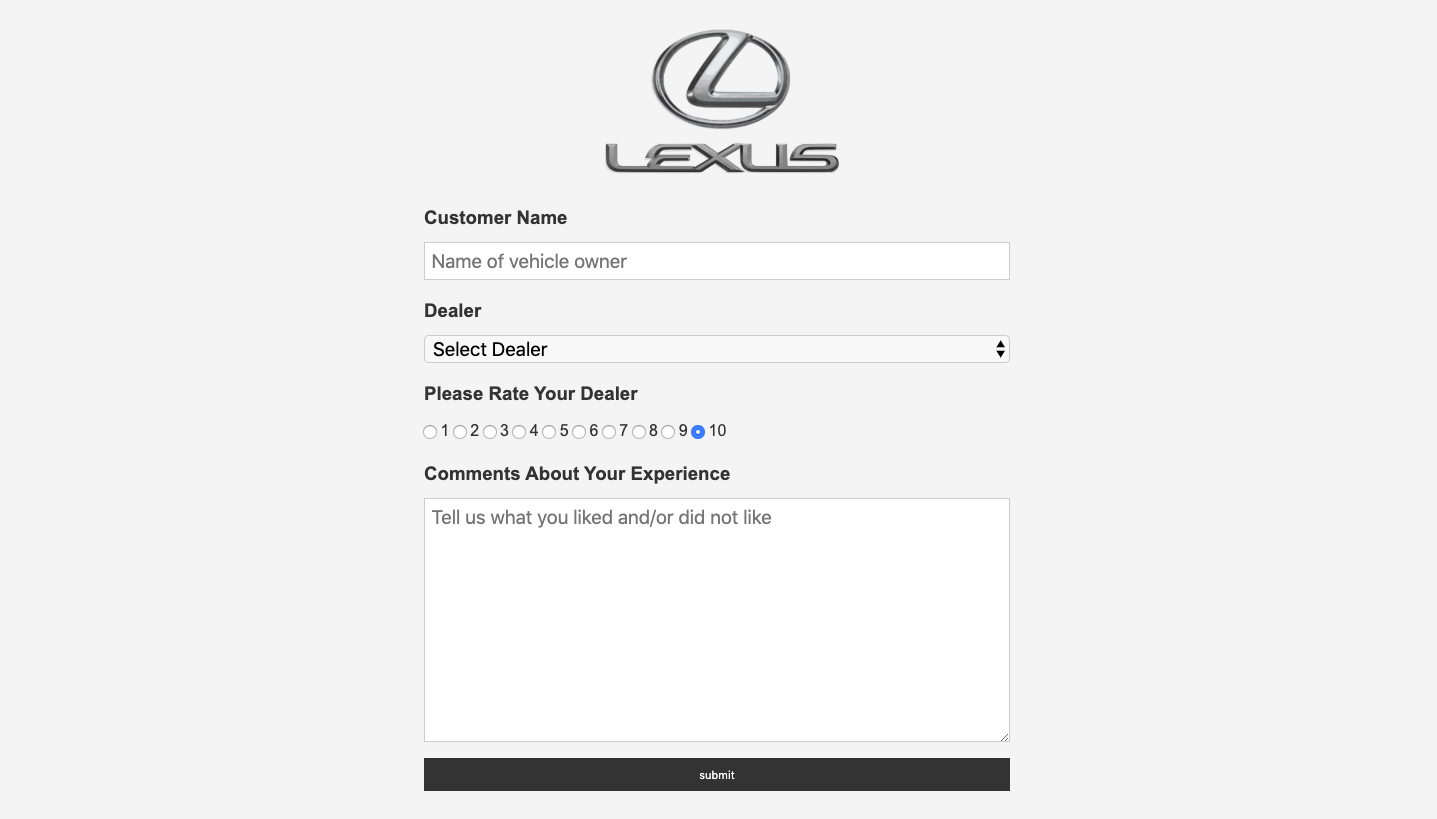 LEXUS
Customer Name
Name of vehicle owner
Dealer
Select Dealer
Please Rate Your Dealer
1 2 3 4 5 6 7 8 9 10
Comments About Your Experience
Tell us what you liked and/or did not like
submit